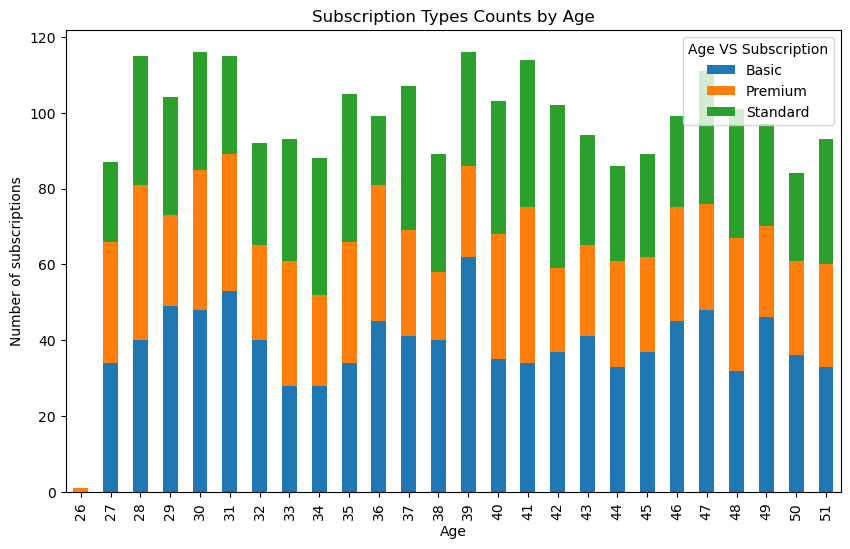 Subscription Types Counts by Age
Number of subscriptions
120
100
80
60
40
20
0
Age VS Subscription
Basic
Premium
Standard
26 27 28 29 30 31 32 33 34 35 36 37 38 39 40 41 42 43 44 45 46 47 48 49 50 51
Age